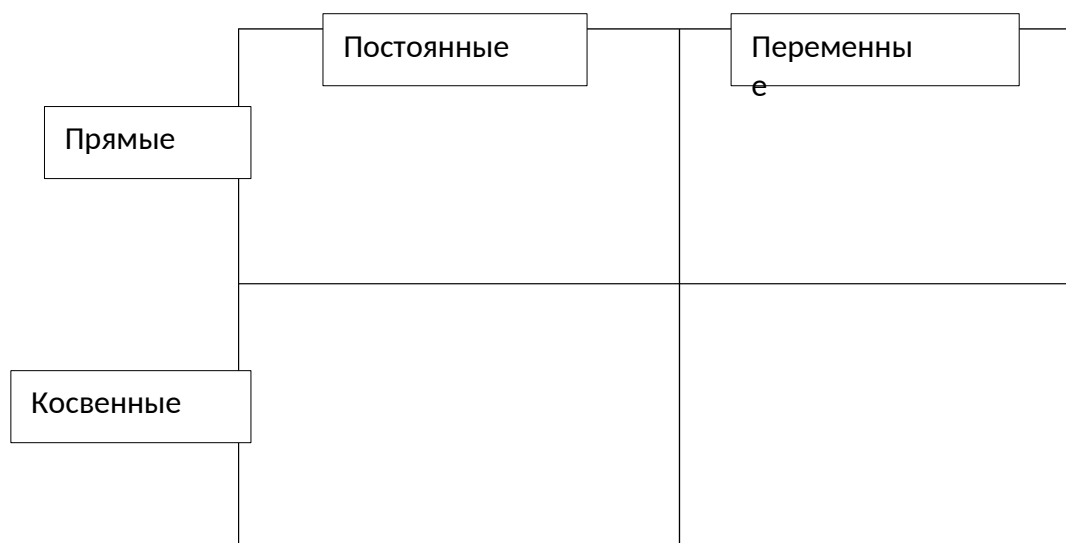 Постоянные
Переменны
е
Прямые
Косвенные